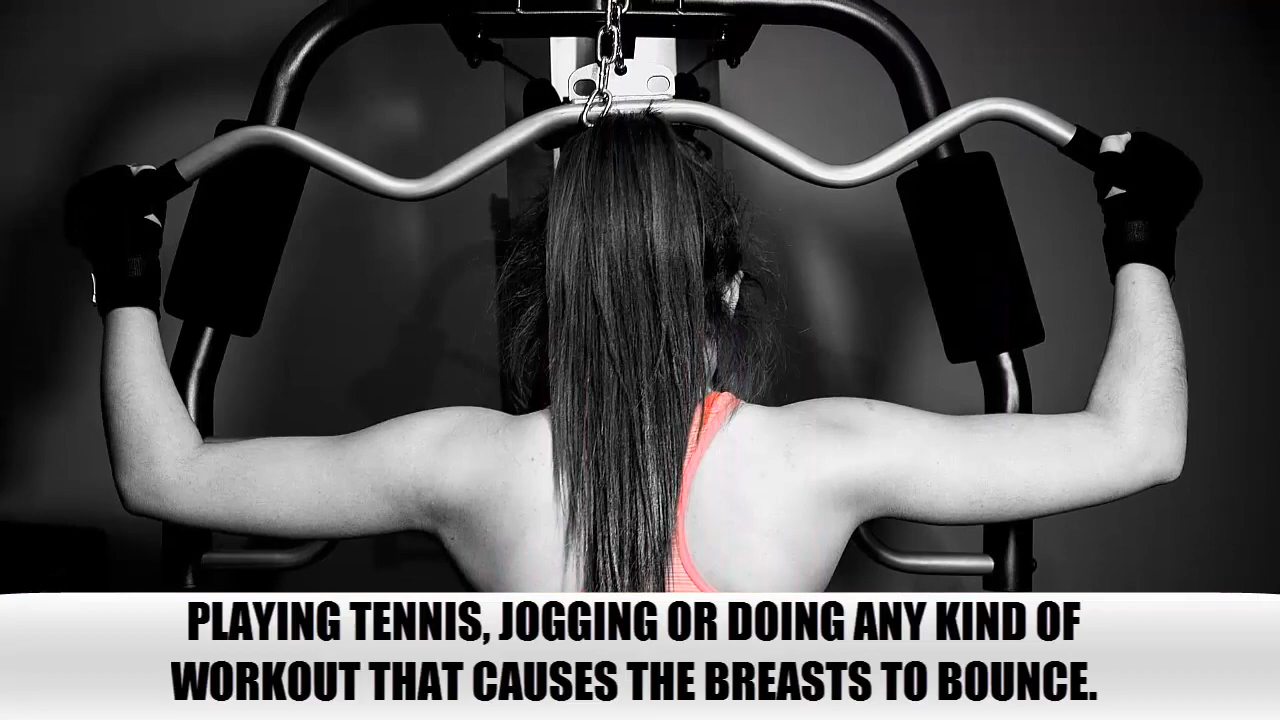 PLAYING TENNIS, JOGGING OR DOING ANY KIND OF
WORKOUT THAT CAUSES THE BREASTS TO BOUNCE.